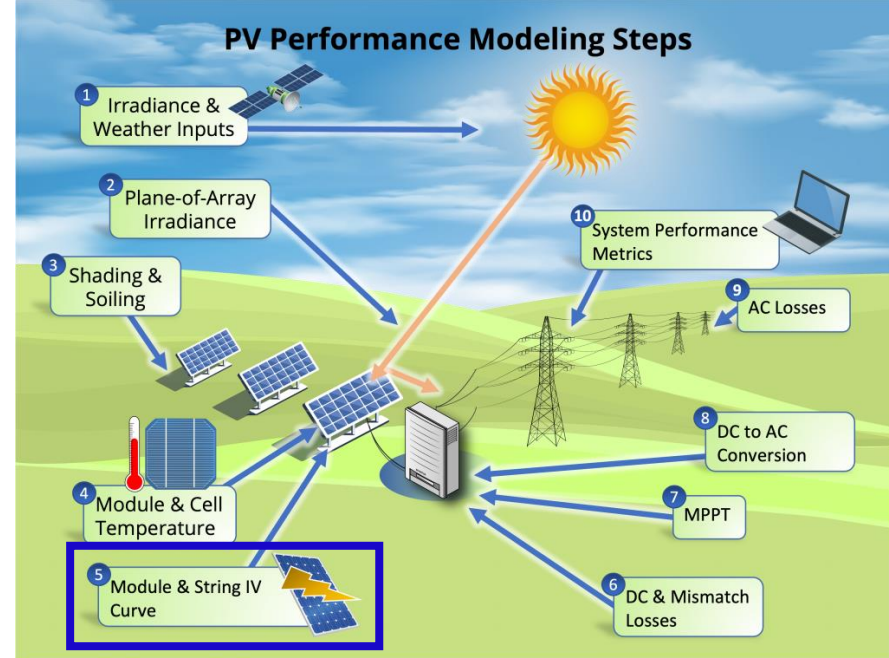 PV Performance Modeling Steps
1
Irradiance &
Weather Inputs
2
Plane-of-Array
Irradiance
3
Shading &
Soiling
4
Module & Cell
Temperature
5
Module & String IV
Curve
6
DC & Mismatch
Losses
7
MPPT
8
DC to AC
Conversion
9
AC Losses
10
System Performance
Metrics